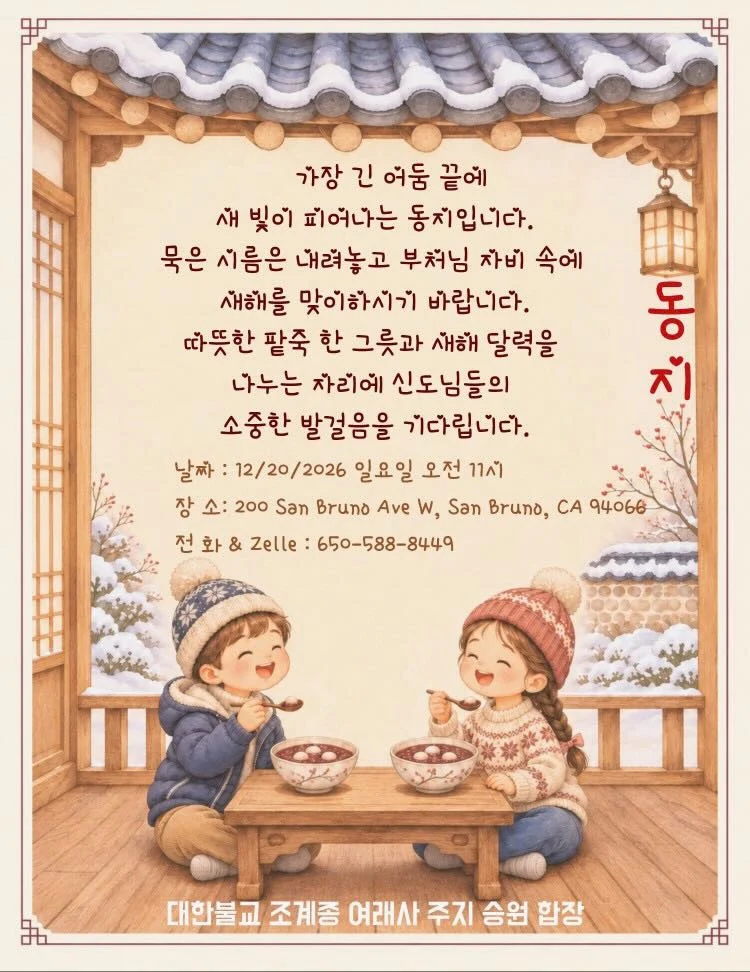 가장 긴 어둠 끝에
새 빛이 피어나는 동지입니다.
묵은 시름은 내려놓고 부처님 자비 속에
새해를 맞이하시기 바랍니다.
따뜻한 팥죽 한 그릇과 새해 달력을
나누는 자리에 신도님들의
소중한 발걸음을 기다립니다.
동지
날짜 : 12/20/2026 일요일 오전 11시
장 소: 200 San Bruno Ave W, San Bruno, CA 94066
전 화 & Zelle : 650-588-8449
대한불교 조계종 여래사 주지 승원 합장